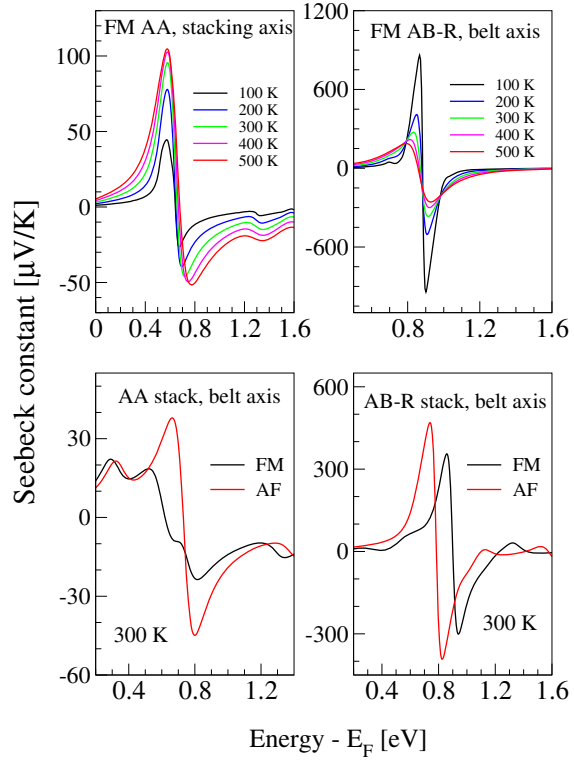 Seebeck constant [μV/K]
FM AA, stacking axis
100
50
0
-50
100 K
200 K
300 K
400 K
500 K
0
0.4
0.8
1.2
1.6
FM AB-R, belt axis
1200
600
0
-600
100 K
200 K
300 K
400 K
500 K
0.8
1.2
1.6
AA stack, belt axis
30
0
-30
-60
FM
AF
300 K
0.4
0.8
1.2
AB-R stack, belt axis
600
300
0
-300
FM
AF
300 K
0.4
0.8
1.2
1.6
Energy - E_F [eV]